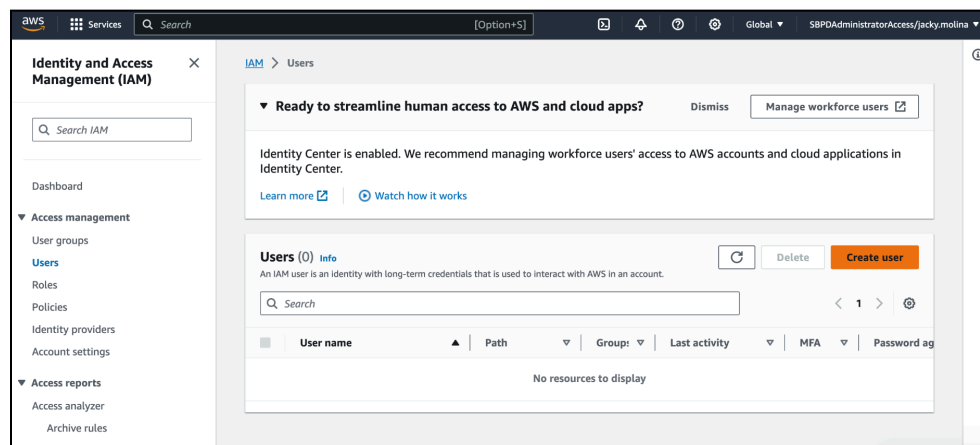 aws
Services
Search
[Option+S]
Global
SBPDAdministratorAccess/jacky.molina
Identity and Access
Management (IAM)
Search IAM
Dashboard
Access management
User groups
Users
Roles
Policies
Identity providers
Account settings
Access reports
Access analyzer
Archive rules
IAM > Users
Ready to streamline human access to AWS and cloud apps?
Dismiss
Manage workforce users
Identity Center is enabled. We recommend managing workforce users' access to AWS accounts and cloud applications in
Identity Center.
Learn more
Watch how it works
Users (0) Info
An IAM user is an identity with long-term credentials that is used to interact with AWS in an account.
Delete
Create user
Search
1
User name
Path
Group:
Last activity
MFA
Password ag
No resources to display